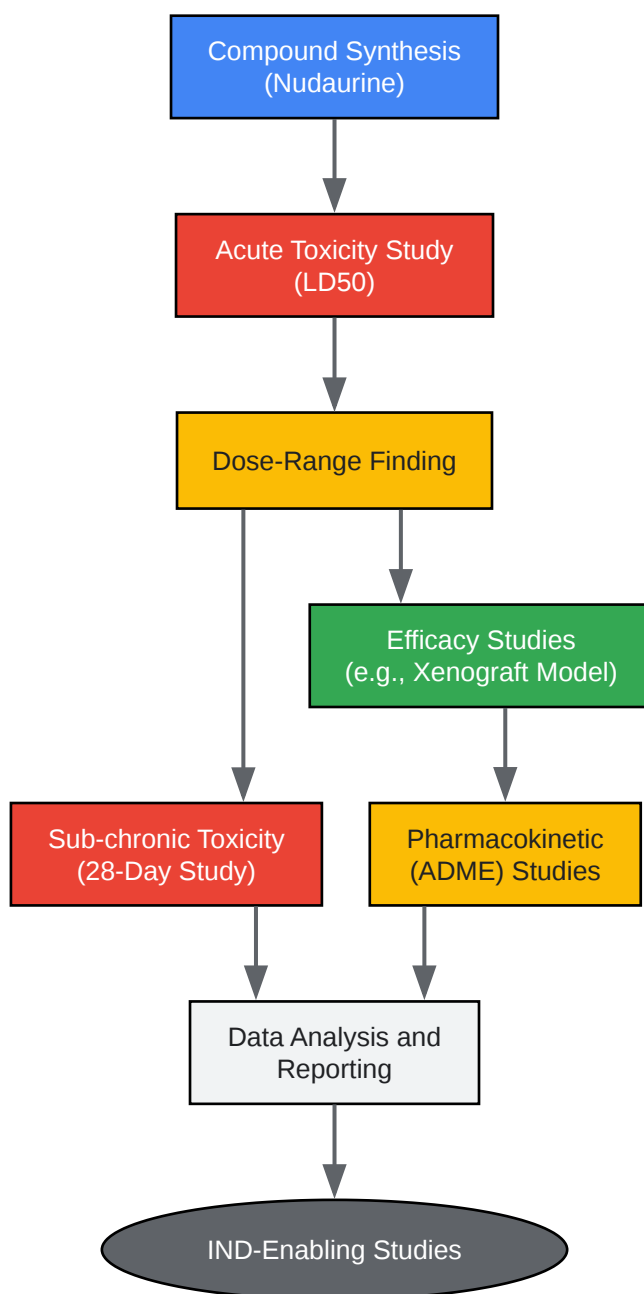 Compound Synthesis
(Nudaurine)
Acute Toxicity Study
(LD50)
Dose-Range Finding
Efficacy Studies
(e.g., Xenograft Model)
Sub-chronic Toxicity
(28-Day Study)
Pharmacokinetic
(ADME) Studies
Data Analysis and
Reporting
IND-Enabling Studies